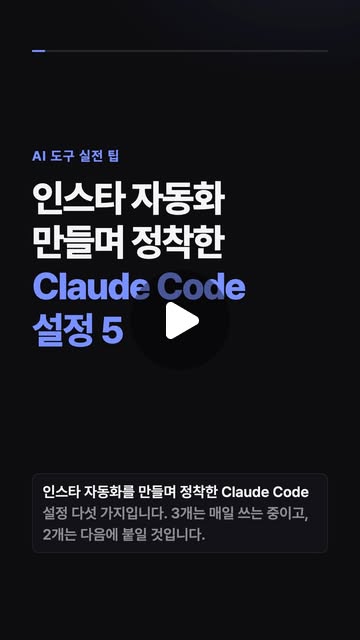 AI 도구 실전 팁
인스타 자동화
만들며 정착한
Claude Code
설정 5
인스타 자동화를 만들며 정착한 Claude Code
설정 다섯 가지입니다. 3개는 매일 쓰는 중이고,
2개는 다음에 붙일 것입니다.